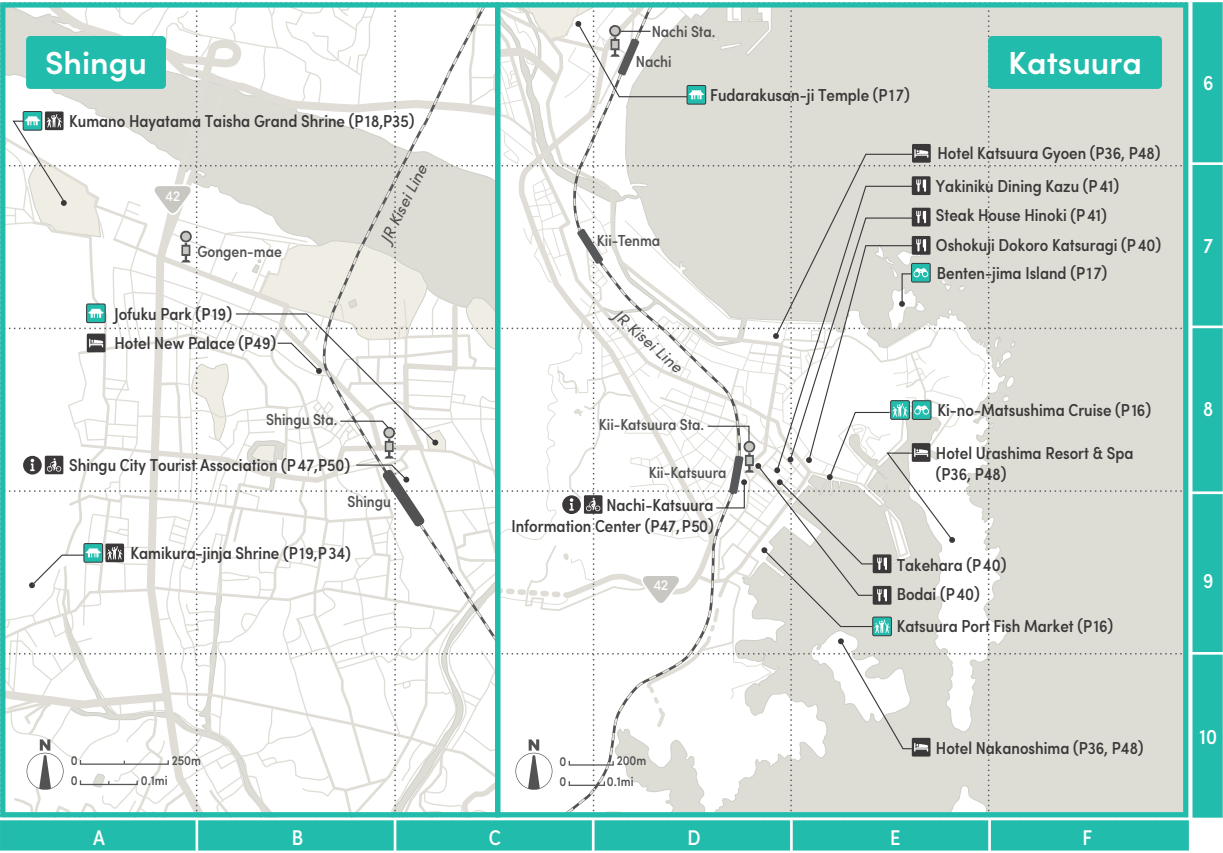 Shingu
Kumano Hayatama Taisha Grand Shrine (P18,P35)
42
JR Kisei Line
Gongen-mae
Jofuku Park (P19)
Hotel New Palace (P49)
Shingu Sta.
Shingu City Tourist Association (P47,P50)
Shingu
Kamikura-jinja Shrine (P19,P34)
N
0 250m
0 0.1mi
Katsuura
Nachi Sta.
Nachi
Fudarakusan-ji Temple (P17)
Hotel Katsuura Gyoen (P36, P48)
Yakiniku Dining Kazu (P41)
Steak House Hinoki (P41)
Kii-Tenma
Oshokuji Dokoro Katsuragi (P40)
Benten-jima Island (P17)
JR Kisei Line
Ki-no-Matsushima Cruise (P16)
Kii-Katsuura Sta.
Hotel Urashima Resort & Spa
(P36, P48)
Kii-Katsuura
Nachi-Katsuura
Information Center (P47,P50)
Takehara (P40)
42
Bodai (P40)
Katsuura Port Fish Market (P16)
Hotel Nakanoshima (P36, P48)
N
0 200m
0 0.1mi
6
7
8
9
10
A B C D E F